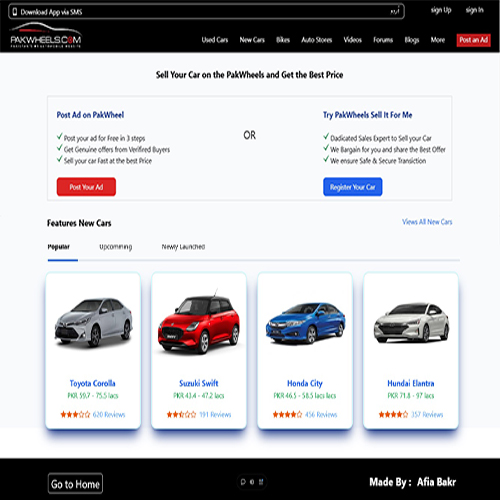 Download App via SMS
اردو
sign Up
sign In
PAKWHEELS.COM
Used Cars
New Cars
Bikes
Auto Stores
Videos
Forums
Blogs
More
Post an Ad
Sell Your Car on the PakWheels and Get the Best Price
Post Ad on PakWheel
Post your ad for Free in 3 steps
Get Genuine offers from Verifired Buyers
Sell your car Fast at the best Price
Post Your Ad
OR
Try PakWheels Sell It For Me
Dadicated Sales Expert to Sell your Car
We Bargain for you and share the Best Offer
We ensure Safe & Secure Transiction
Register Your Car
Features New Cars
Views All New Cars
Popular
Upcomining
Newly Launched
Toyota Corolla
PKR 59.7 - 75.5 lacs
620 Reviews
Suzuki Swift
PKR 43.4 - 47.2 lacs
191 Reviews
Honda City
PKR 46.5 - 58.5 lacs lacs
456 Reviews
Hundai Elantra
PKR 71.8 - 97 lacs
357 Reviews
Go to Home
Made By : Afia Bakr